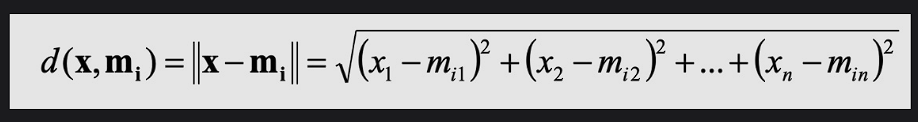 d(x,mᵢ) = ‖x − mᵢ‖ = √((x₁ − mᵢ₁)² + (x₂ − mᵢ₂)² + ... + (xₙ − mᵢₙ)²)